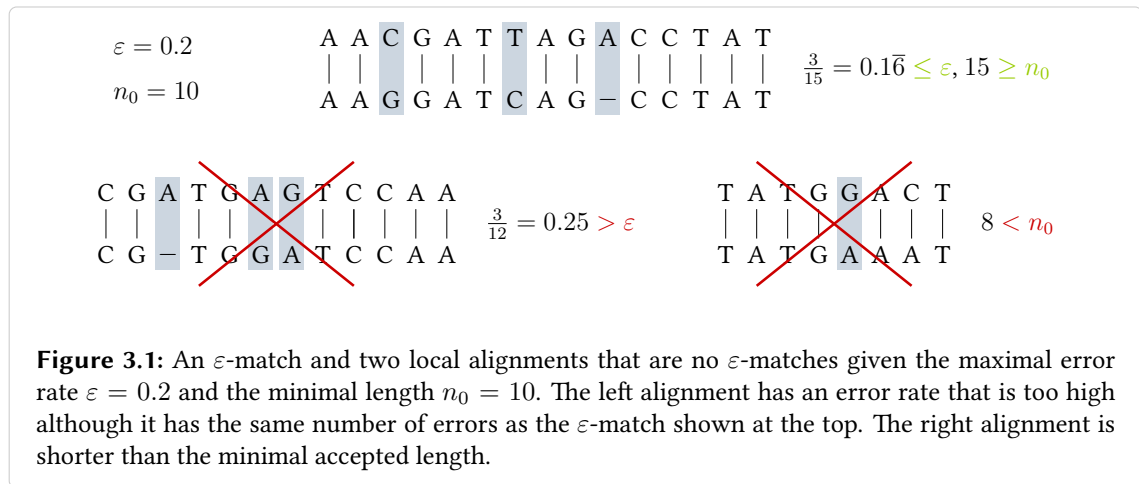 ε = 0.2
n₀ = 10
A A C G A T T A G A C C T A T
A A G G A T C A G – C C T A T
3/15 = 0.16̅ ≤ ε, 15 ≥ n₀
C G A T G A G T C C A A
C G – T G G A T C C A A
3/12 = 0.25 > ε
T A T G G A C T
T A T G A A A T
8 < n₀
Figure 3.1: An ε-match and two local alignments that are no ε-matches given the maximal error
rate ε = 0.2 and the minimal length n₀ = 10. The left alignment has an error rate that is too high
although it has the same number of errors as the ε-match shown at the top. The right alignment is
shorter than the minimal accepted length.